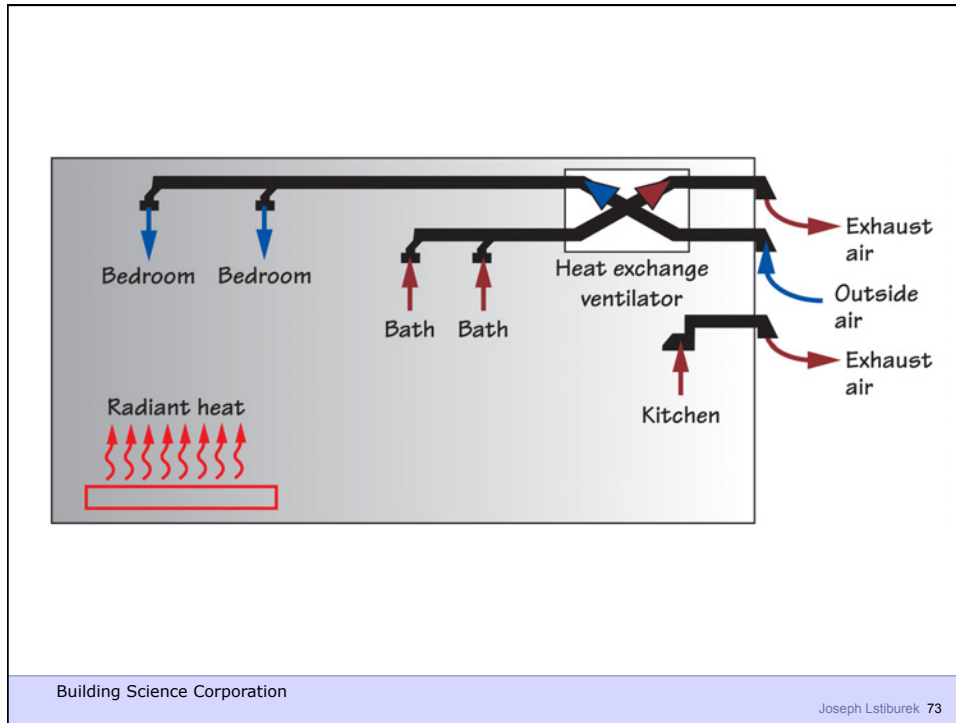 Bedroom
Bedroom
Bath
Bath
Heat exchange
ventilator
Exhaust
air
Outside
air
Exhaust
air
Kitchen
Radiant heat
Building Science Corporation
Joseph Lstiburek 73